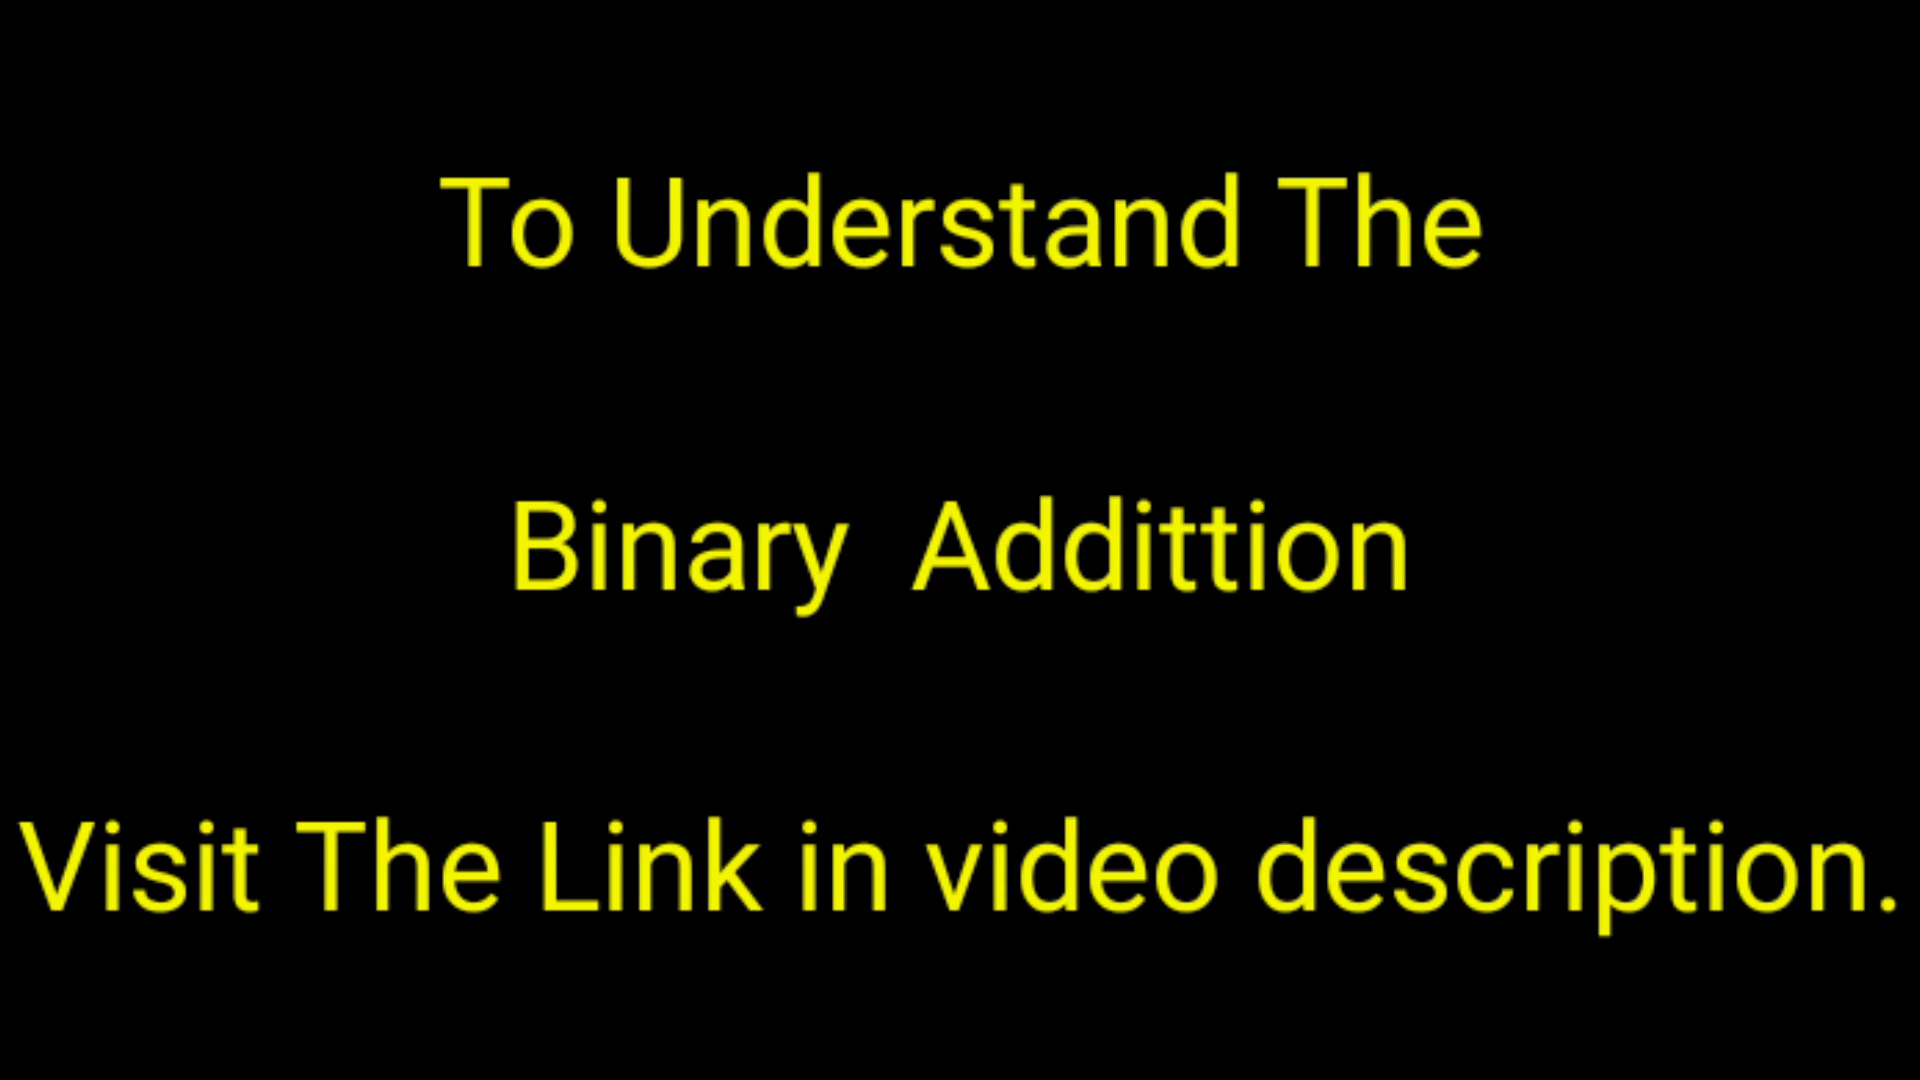 To Understand The
Binary  Addittion
Visit The Link in video description.